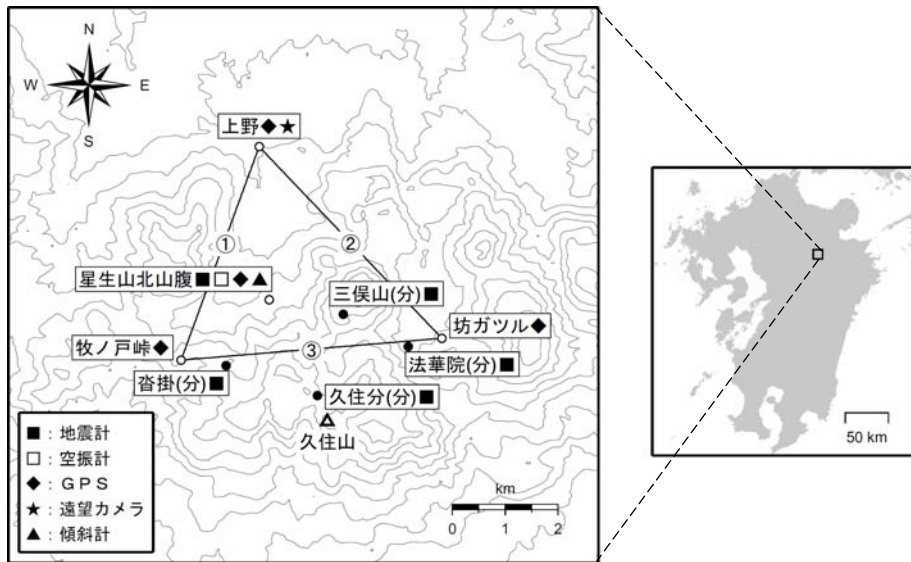 N
W E
S
上野◆★
①
②
星生山北山腹■□◆▲
三俣山(分)■
坊ガツル◆
牧ノ戸峠◆
③
法華院(分)■
沓掛(分)■
久住分(分)■
久住山
■：地震計
□：空振計
◆：ＧＰＳ
★：遠望カメラ
▲：傾斜計
km
0 1 2
50 km